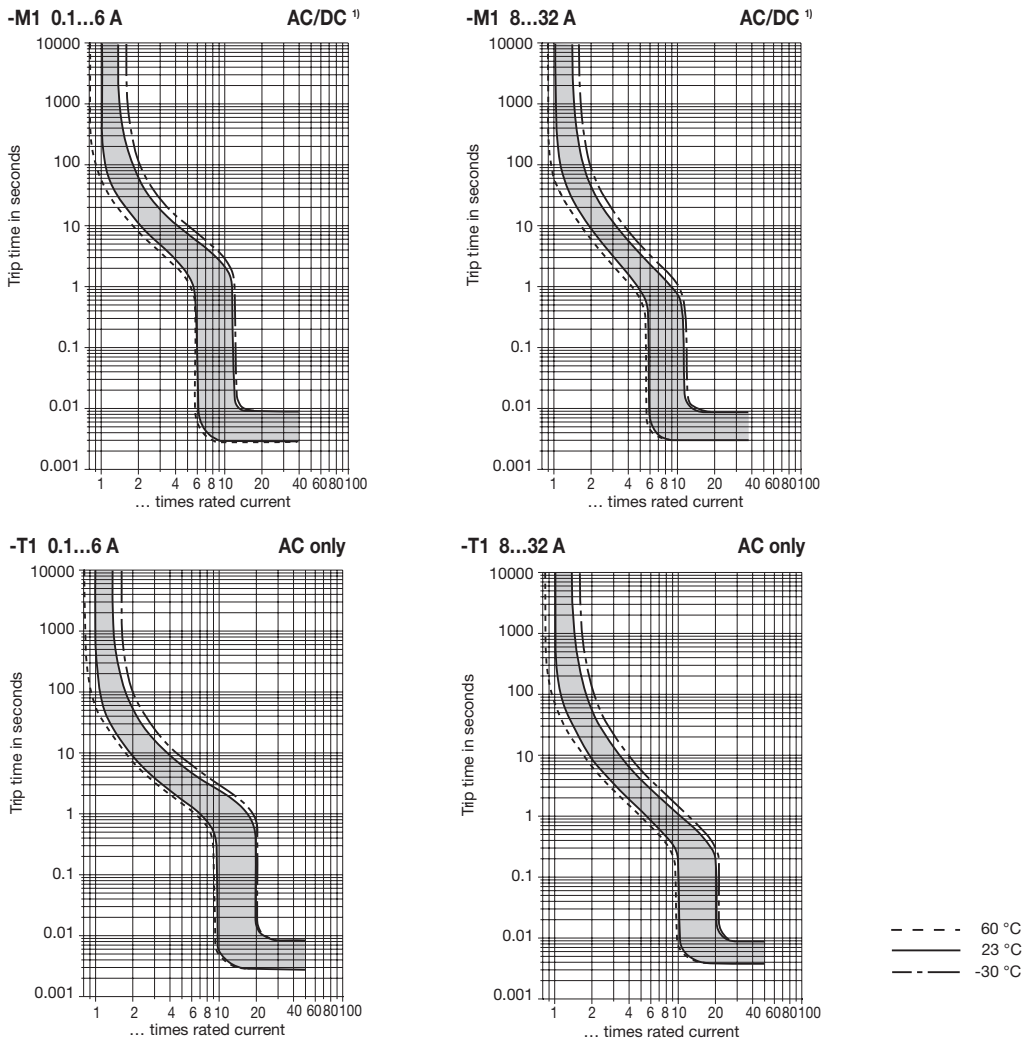 -M1 0.1...6 A AC/DC 1)
10000
1000
100
10
1
0.1
0.01
0.001
Trip time in seconds
1 2 4 6 8 10 20 40 60 80 100
... times rated current
-M1 8...32 A AC/DC 1)
10000
1000
100
10
1
0.1
0.01
0.001
Trip time in seconds
1 2 4 6 8 10 20 40 60 80 100
... times rated current
-T1 0.1...6 A AC only
10000
1000
100
10
1
0.1
0.01
0.001
Trip time in seconds
1 2 4 6 8 10 20 40 60 80 100
... times rated current
-T1 8...32 A AC only
10000
1000
100
10
1
0.1
0.01
0.001
Trip time in seconds
1 2 4 6 8 10 20 40 60 80 100
... times rated current
60 °C
23 °C
-30 °C